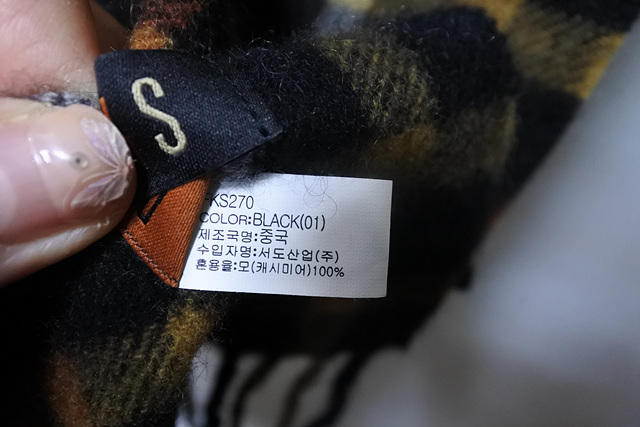 S
-KS270
COLOR:BLACK(01)
제조국명:중국
수입자명:서도산업(주)
혼용율:모(캐시미어)100%